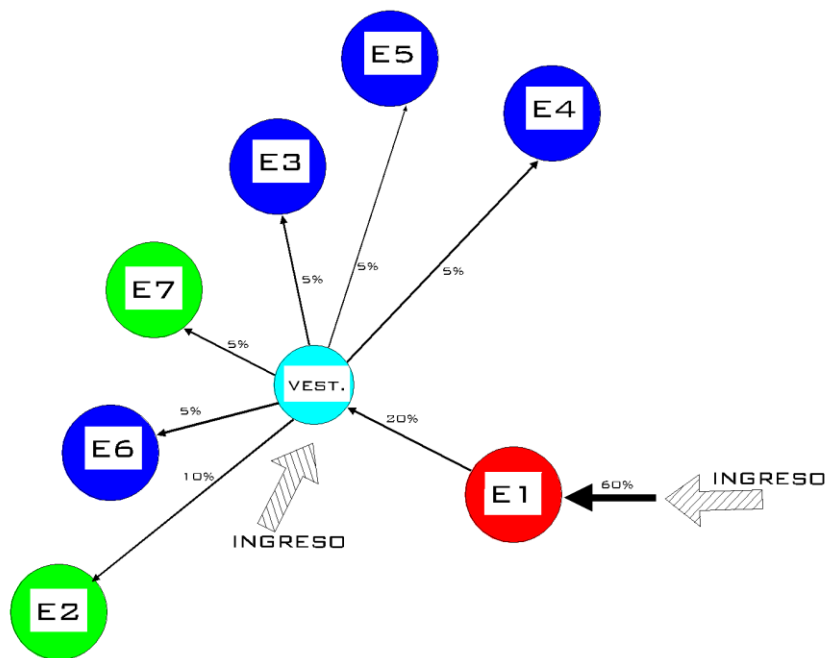 E5
E4
E3
E7
5%
5%
5%
5%
VEST.
5%
20%
E6
10%
E1
60%
INGRESO
INGRESO
E2